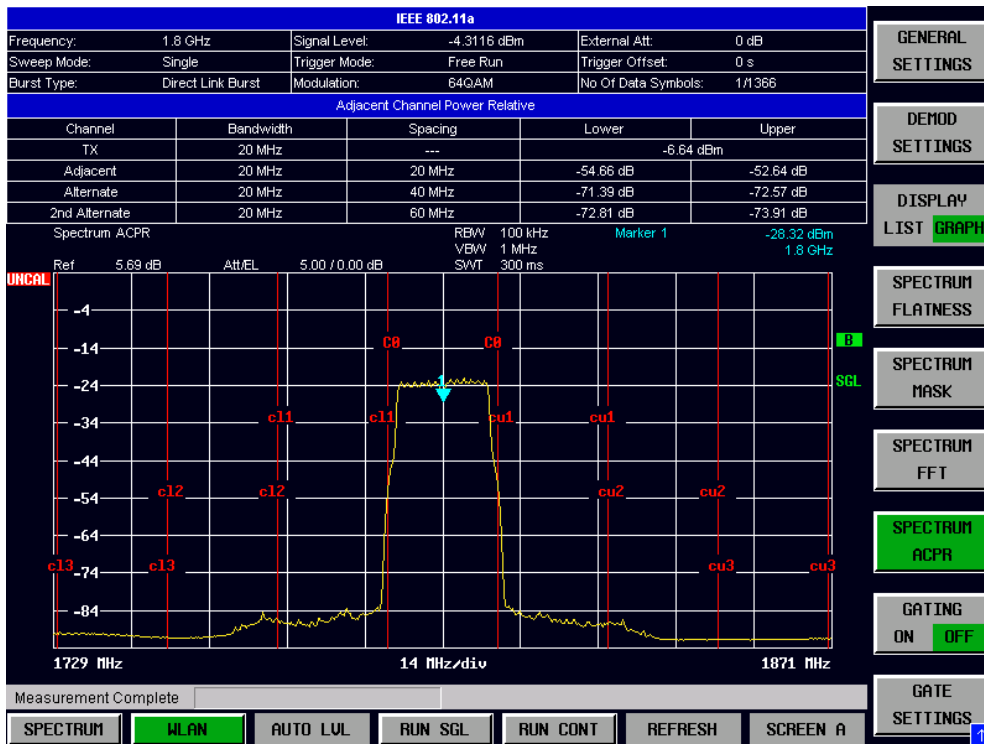 IEEE 802.11a
Frequency: 1.8 GHz Signal Level: -4.3116 dBm External Att: 0 dB
Sweep Mode: Single Trigger Mode: Free Run Trigger Offset: 0 s
Burst Type: Direct Link Burst Modulation: 64QAM No Of Data Symbols: 1/1366
Adjacent Channel Power Relative
Channel Bandwidth Spacing Lower Upper
TX 20 MHz --- -6.64 dBm
Adjacent 20 MHz 20 MHz -54.66 dB -52.64 dB
Alternate 20 MHz 40 MHz -71.39 dB -72.57 dB
2nd Alternate 20 MHz 60 MHz -72.81 dB -73.91 dB
Spectrum ACPR RBW 100 kHz Marker 1 -28.32 dBm
VBW 1 MHz 1.8 GHz
Ref 5.69 dB Att/EL 5.00 / 0.00 dB SWT 300 ms
UNCAL
-4
C0 C0 B
-14
1 SGL
-24
cl1 cl1 cu1 cu1
-34
-44
cl2 cl2 cu2 cu2
-54
-64
cl3 cl3 cu3 cu3
-74
-84
1729 MHz 14 MHz/div 1871 MHz
Measurement Complete
SPECTRUM WLAN AUTO LVL RUN SGL RUN CONT REFRESH SCREEN A
GENERAL
SETTINGS
DEMOD
SETTINGS
DISPLAY
LIST GRAPH
SPECTRUM
FLATNESS
SPECTRUM
MASK
SPECTRUM
FFT
SPECTRUM
ACPR
GATING
ON OFF
GATE
SETTINGS